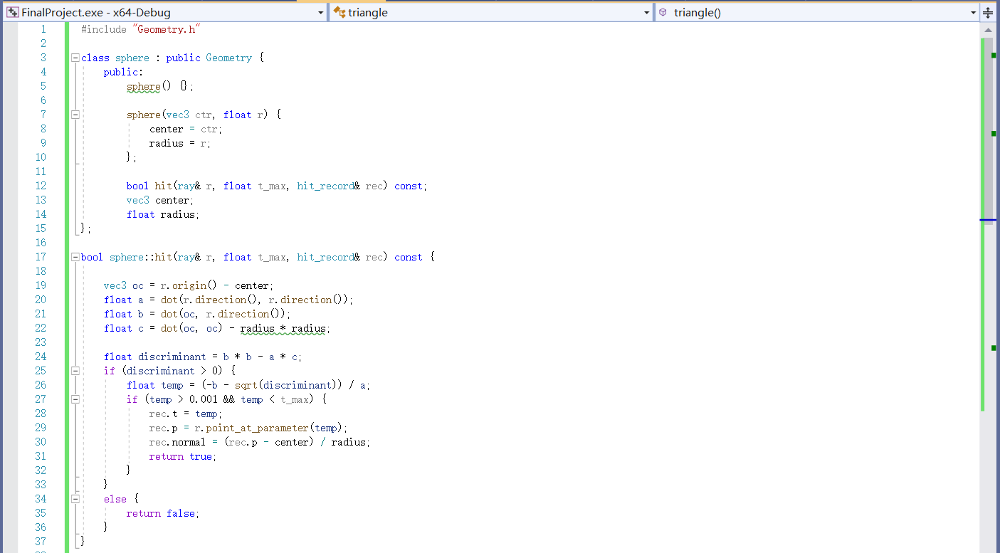 FinalProject.exe - x64-Debug triangle triangle()
1 #include "Geometry.h"
2
3 class sphere : public Geometry {
4 public:
5 sphere() {};
6
7 sphere(vec3 ctr, float r) {
8 center = ctr;
9 radius = r;
10 };
11
12 bool hit(ray& r, float t_max, hit_record& rec) const;
13 vec3 center;
14 float radius;
15 };
16
17 bool sphere::hit(ray& r, float t_max, hit_record& rec) const {
18
19 vec3 oc = r.origin() - center;
20 float a = dot(r.direction(), r.direction());
21 float b = dot(oc, r.direction());
22 float c = dot(oc, oc) - radius * radius;
23
24 float discriminant = b * b - a * c;
25 if (discriminant > 0) {
26 float temp = (-b - sqrt(discriminant)) / a;
27 if (temp > 0.001 && temp < t_max) {
28 rec.t = temp;
29 rec.p = r.point_at_parameter(temp);
30 rec.normal = (rec.p - center) / radius;
31 return true;
32 }
33 }
34 else {
35 return false;
36 }
37 }